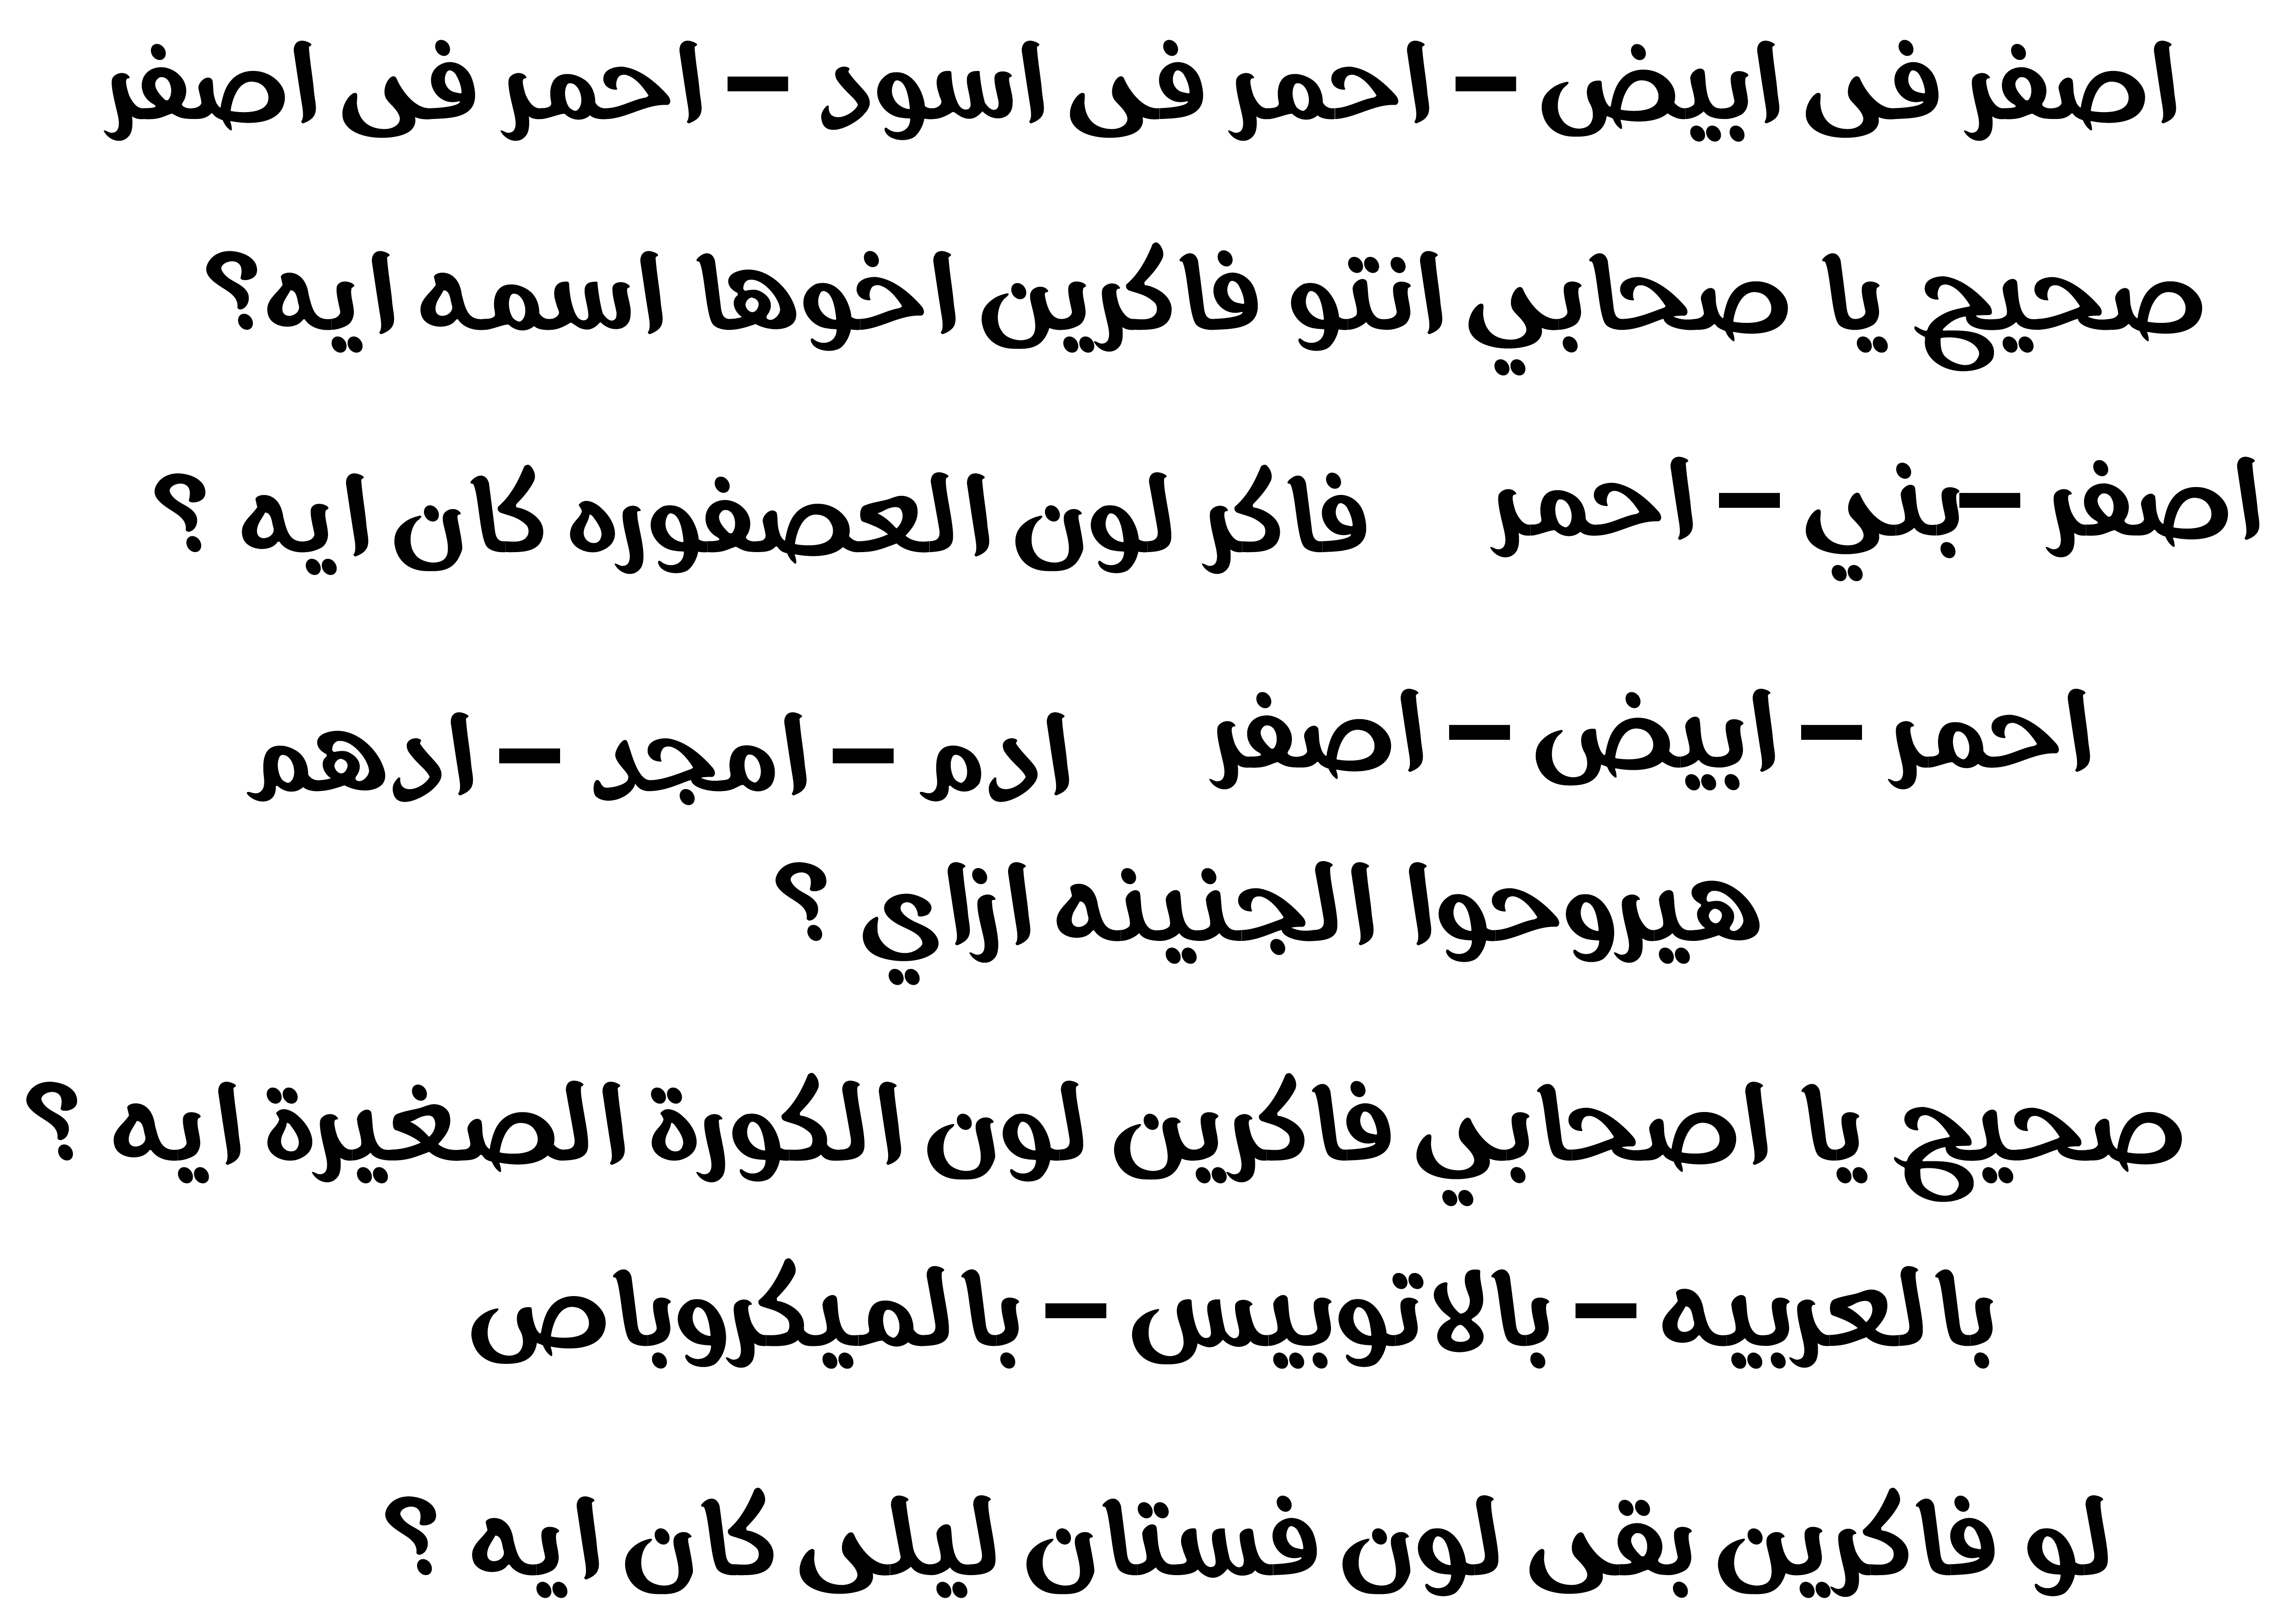 اصفر فى ابيض – احمر فى اسود – احمر فى اصفر
صحيح يا صحابي انتو فاكرين اخوها اسمه ايه؟
اصفر – بني – احمر فاكر لون العصفوره كان ايه ؟
احمر – ابيض – اصفر ادم – امجد – ادهم
هيروحوا الجنينه ازاي ؟
صحيح يا اصحابي فاكرين لون الكورة الصغيرة ايه ؟
بالعربيه – بالاتوبيس – بالميكروباص
لو فاكرين بقى لون فستان ليلى كان ايه ؟